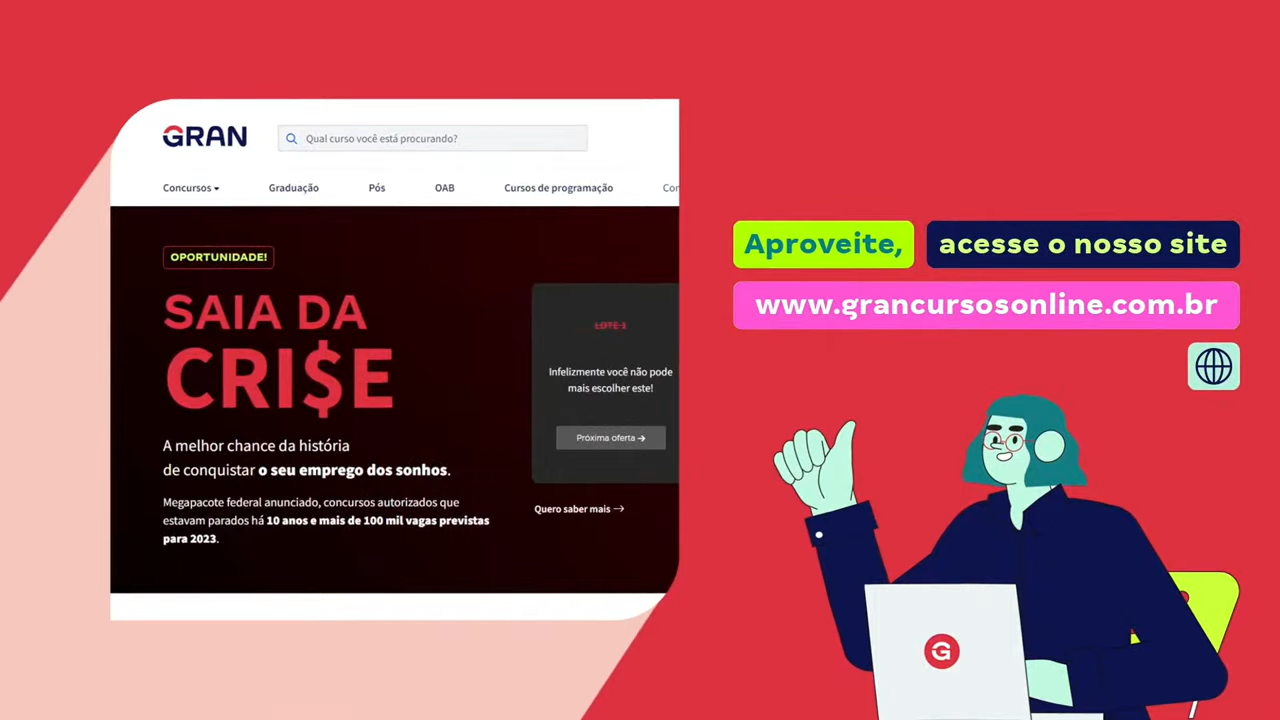 GRAN
Qual curso você está procurando?
Concursos
Graduação
Pós
OAB
Cursos de programação
Con
OPORTUNIDADE!
SAIA DA
CRI$E
A melhor chance da história
de conquistar o seu emprego dos sonhos.
Megapacote federal anunciado, concursos autorizados que
estavam parados há 10 anos e mais de 100 mil vagas previstas
para 2023.
LOTE 1
Infelizmente você não pode
mais escolher este!
Próxima oferta →
Quero saber mais →
Aproveite, acesse o nosso site
www.grancursosonline.com.br
G